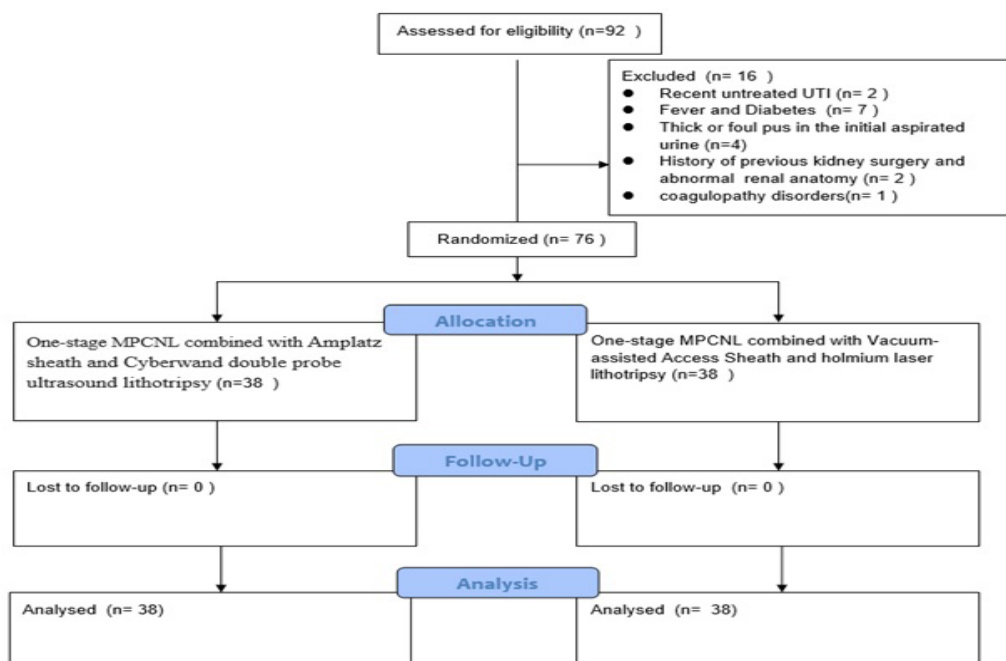 Assessed for eligibility (n=92 )
Excluded (n= 16 )
● Recent untreated UTI (n= 2 )
● Fever and Diabetes (n= 7 )
● Thick or foul pus in the initial aspirated
urine (n=4)
● History of previous kidney surgery and
abnormal renal anatomy (n= 2 )
● coagulopathy disorders(n= 1 )
Randomized (n= 76 )
Allocation
One-stage MPCNL combined with Amplatz
sheath and Cyberwand double probe
ultrasound lithotripsy (n=38 )
One-stage MPCNL combined with Vacuum-
assisted Access Sheath and holmium laser
lithotripsy (n=38 )
Follow-Up
Lost to follow-up (n= 0 )
Lost to follow-up (n= 0 )
Analysis
Analysed (n= 38)
Analysed (n= 38)